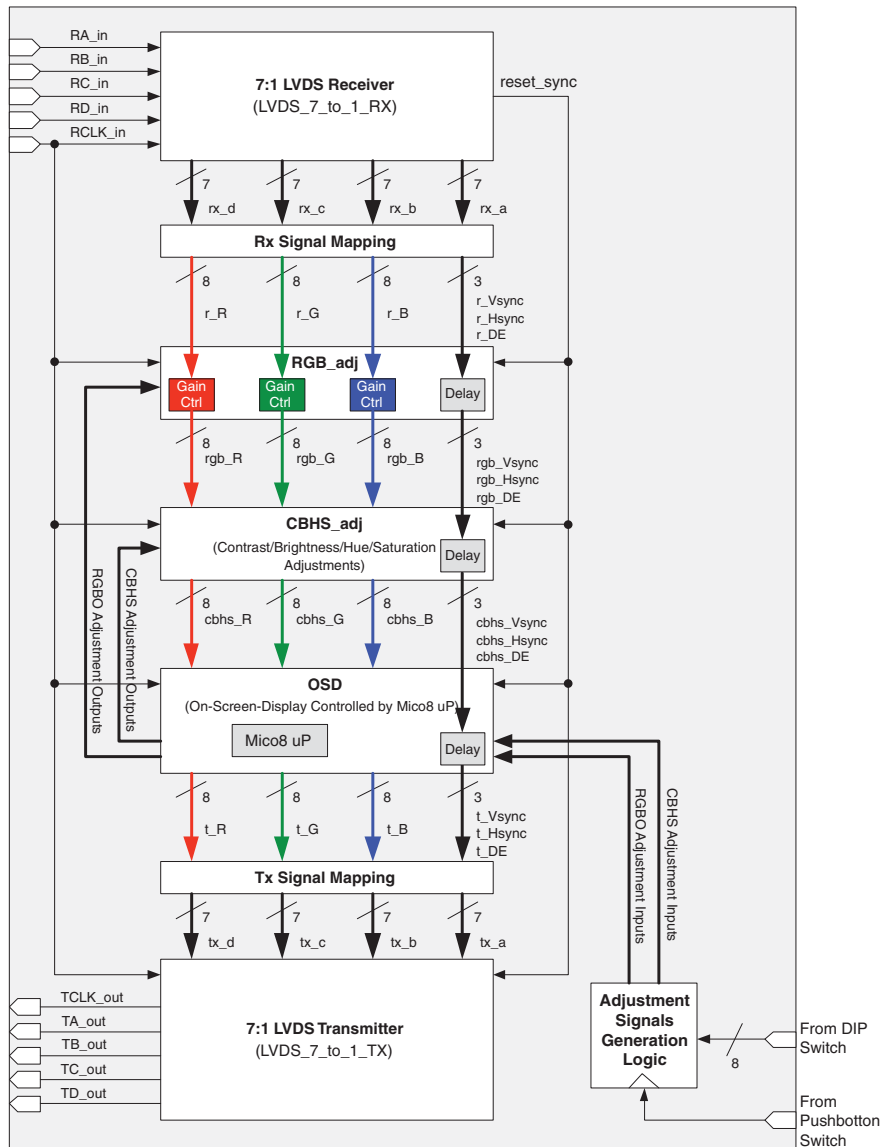 RA_in
RB_in
RC_in
RD_in
RCLK_in
7:1 LVDS Receiver
(LVDS_7_to_1_RX)
reset_sync
7 7 7 7
rx_d rx_c rx_b rx_a
Rx Signal Mapping
8 8 8 3
r_R r_G r_B
r_Vsync
r_Hsync
r_DE
RGB_adj
Gain Ctrl
Gain Ctrl
Gain Ctrl
Delay
8 8 8 3
rgb_R rgb_G rgb_B
rgb_Vsync
rgb_Hsync
rgb_DE
CBHS_adj
(Contrast/Brightness/Hue/Saturation
Adjustments)
Delay
RGBO Adjustment Outputs
CBHS Adjustment Outputs
8 8 8 3
cbhs_R cbhs_G cbhs_B
cbhs_Vsync
cbhs_Hsync
cbhs_DE
OSD
(On-Screen-Display Controlled by Mico8 uP)
Mico8 uP
Delay
8 8 8 3
t_R t_G t_B
t_Vsync
t_Hsync
t_DE
RGBO Adjustment Inputs
CBHS Adjustment Inputs
Tx Signal Mapping
7 7 7 7
tx_d tx_c tx_b tx_a
7:1 LVDS Transmitter
(LVDS_7_to_1_TX)
TCLK_out
TA_out
TB_out
TC_out
TD_out
Adjustment
Signals
Generation
Logic
8
From DIP
Switch
From
Pushbotton
Switch